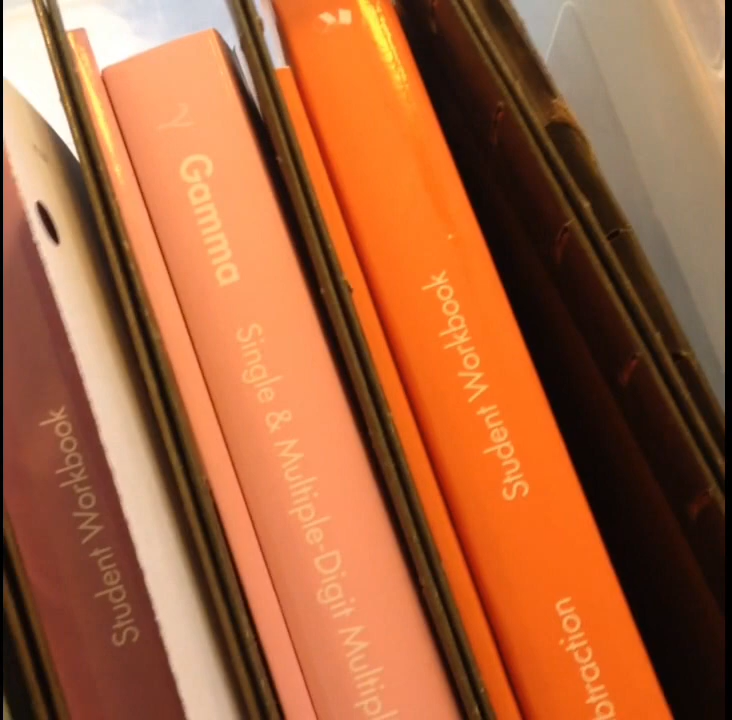 Student Workbook
γ Gamma Single & Multiple-Digit Multipl
Student Workbook
btraction